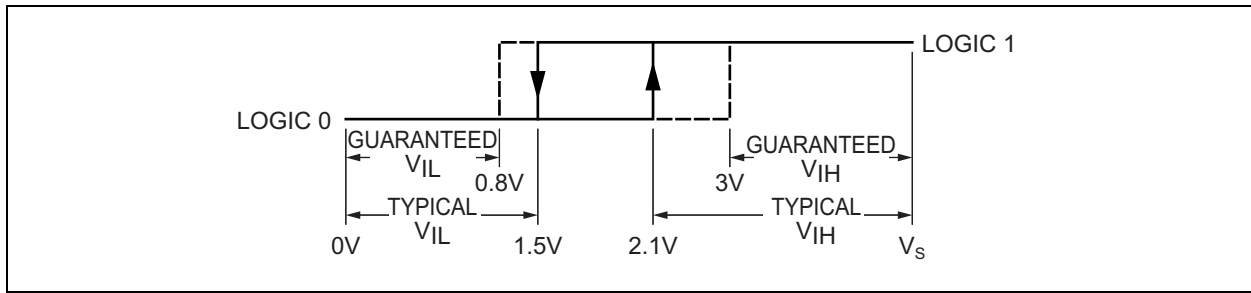 LOGIC 1
LOGIC 0
GUARANTEED
VIL
GUARANTEED
VIH
0.8V
3V
TYPICAL
VIL
TYPICAL
VIH
0V
1.5V
2.1V
VS